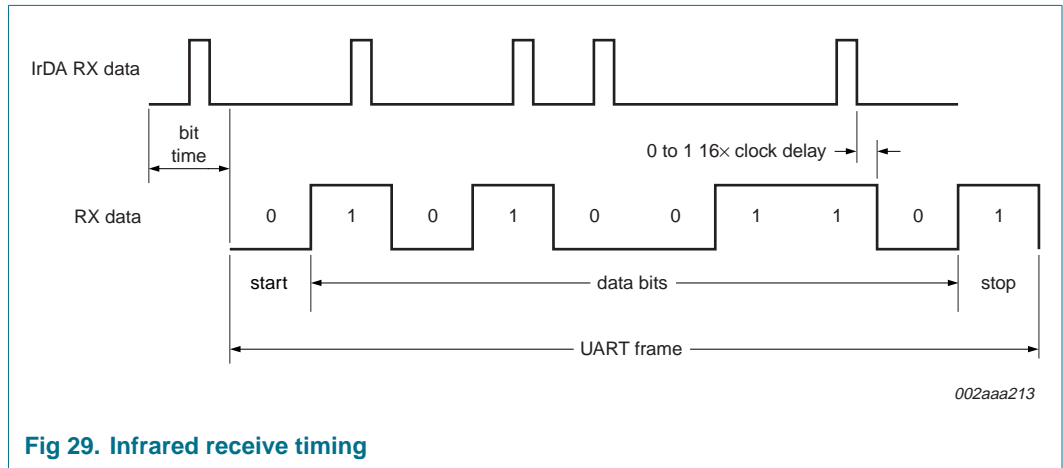 IrDA RX data
bit
time
0 to 1 16× clock delay
RX data
0 1 0 1 0 0 1 1 0 1
start
data bits
stop
UART frame
002aaa213
Fig 29. Infrared receive timing